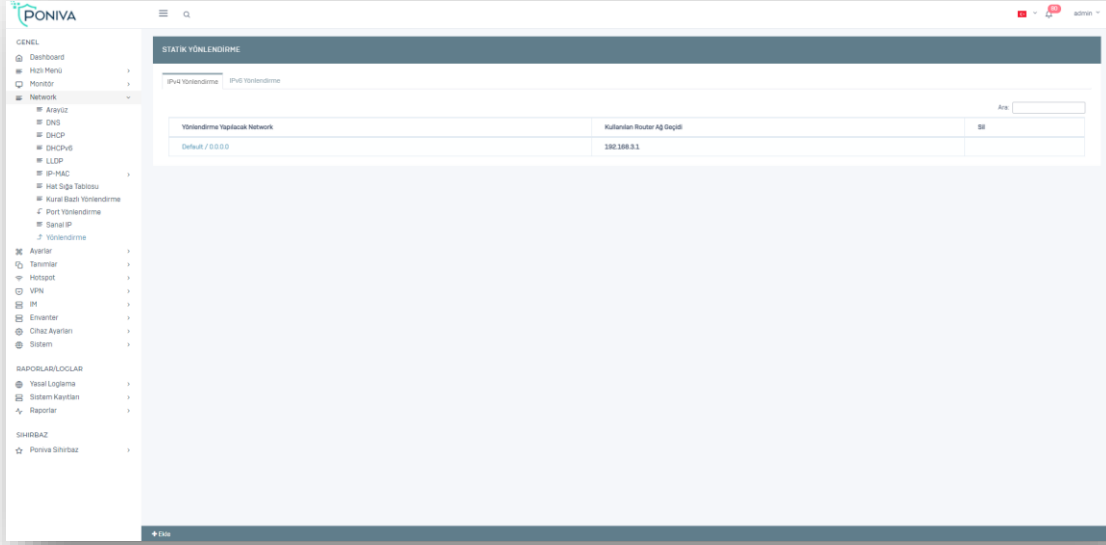 PONIVA
admin
GENEL
Dashboard
Hızlı Menü
Monitör
Network
Arayüz
DNS
DHCP
DHCPv6
LLDP
IP-MAC
Hat Sığa Tablosu
Kural Bazlı Yönlendirme
Port Yönlendirme
Sanal IP
Yönlendirme
Ayarlar
Tanımlar
Hotspot
VPN
IM
Envanter
Cihaz Ayarları
Sistem
RAPORLAR/LOGLAR
Yasal Loglama
Sistem Kayıtları
Raporlar
SIHIRBAZ
Poniva Sihirbaz
STATİK YÖNLENDİRME
IPv4 Yönlendirme IPv6 Yönlendirme
Ara:
Yönlendirme Yapılacak Network Kullanılan Router Ağ Geçidi Sil
Default / 0.0.0.0 192.168.3.1
+ Ekle